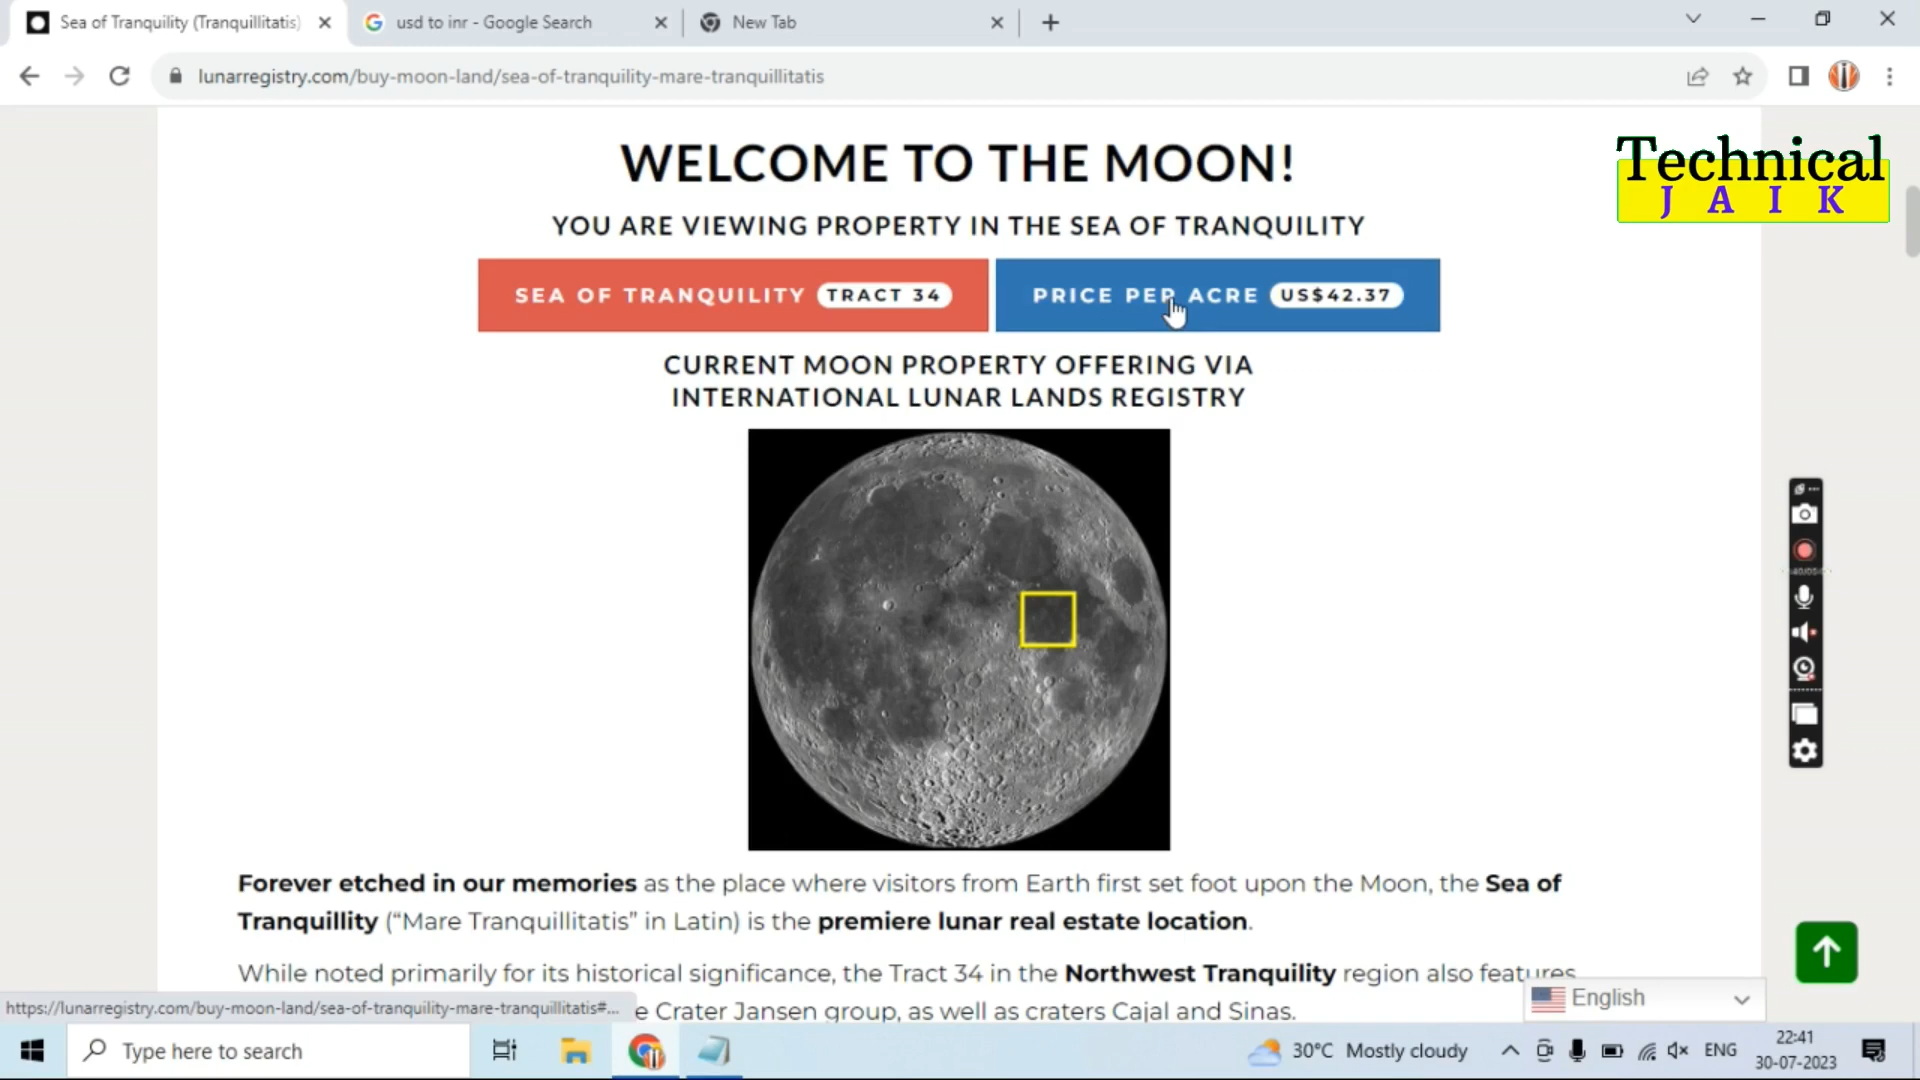 Sea of Tranquility (Tranquillitatis)
usd to inr - Google Search
New Tab
lunarregistry.com/buy-moon-land/sea-of-tranquility-mare-tranquillitatis
Technical
JAIK
WELCOME TO THE MOON!
YOU ARE VIEWING PROPERTY IN THE SEA OF TRANQUILITY
SEA OF TRANQUILITY TRACT 34
PRICE PER ACRE US$42.37
CURRENT MOON PROPERTY OFFERING VIA
INTERNATIONAL LUNAR LANDS REGISTRY
Forever etched in our memories as the place where visitors from Earth first set foot upon the Moon, the Sea of
Tranquillity (“Mare Tranquillitatis” in Latin) is the premiere lunar real estate location.
While noted primarily for its historical significance, the Tract 34 in the Northwest Tranquility region also features
e Crater Jansen group, as well as craters Cajal and Sinas.
English
https://lunarregistry.com/buy-moon-land/sea-of-tranquility-mare-tranquillitatis#...
Type here to search
30°C Mostly cloudy
ENG
22:41
30-07-2023